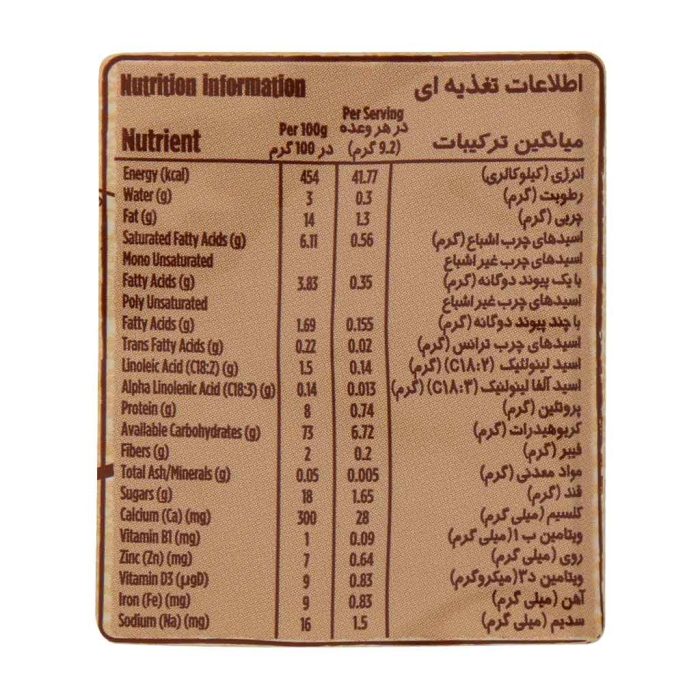 Nutrition information اطلاعات تغذیه ای
Nutrient Per 100g در 100 گرم Per Serving در هر وعده (9.2 گرم) میانگین ترکیبات
Energy (kcal) 454 41.77 انرژی (کیلوکالری)
Water (g) 3 0.3 رطوبت (گرم)
Fat (g) 14 1.3 چربی (گرم)
Saturated Fatty Acids (g) 6.11 0.56 اسیدهای چرب اشباع (گرم)
Mono Unsaturated اسیدهای چرب غیر اشباع
Fatty Acids (g) 3.83 0.35 با یک پیوند دوگانه (گرم)
Poly Unsaturated اسیدهای چرب غیر اشباع
Fatty Acids (g) 1.69 0.155 با چند پیوند دوگانه (گرم)
Trans Fatty Acids (g) 0.22 0.02 اسیدهای چرب ترانس (گرم)
Linoleic Acid (C18:2) (g) 1.5 0.14 اسید لینولئیک (C۱۸:۲) (گرم)
Alpha Linolenic Acid (C18:3) (g) 0.14 0.013 اسید آلفا لینولنیک (C۱۸:۳) (گرم)
Protein (g) 8 0.74 پروتئین (گرم)
Available Carbohydrates (g) 73 6.72 کربوهیدرات (گرم)
Fibers (g) 2 0.2 فیبر (گرم)
Total Ash/Minerals (g) 0.05 0.005 مواد معدنی (گرم)
Sugars (g) 18 1.65 قند (گرم)
Calcium (Ca) (mg) 300 28 کلسیم (میلی گرم)
Vitamin B1 (mg) 1 0.09 ویتامین ب۱ (میلی گرم)
Zinc (Zn) (mg) 7 0.64 روی (میلی گرم)
Vitamin D3 (µgD) 9 0.83 ویتامین د۳ (میکروگرم)
Iron (Fe) (mg) 9 0.83 آهن (میلی گرم)
Sodium (Na) (mg) 16 1.5 سدیم (میلی گرم)